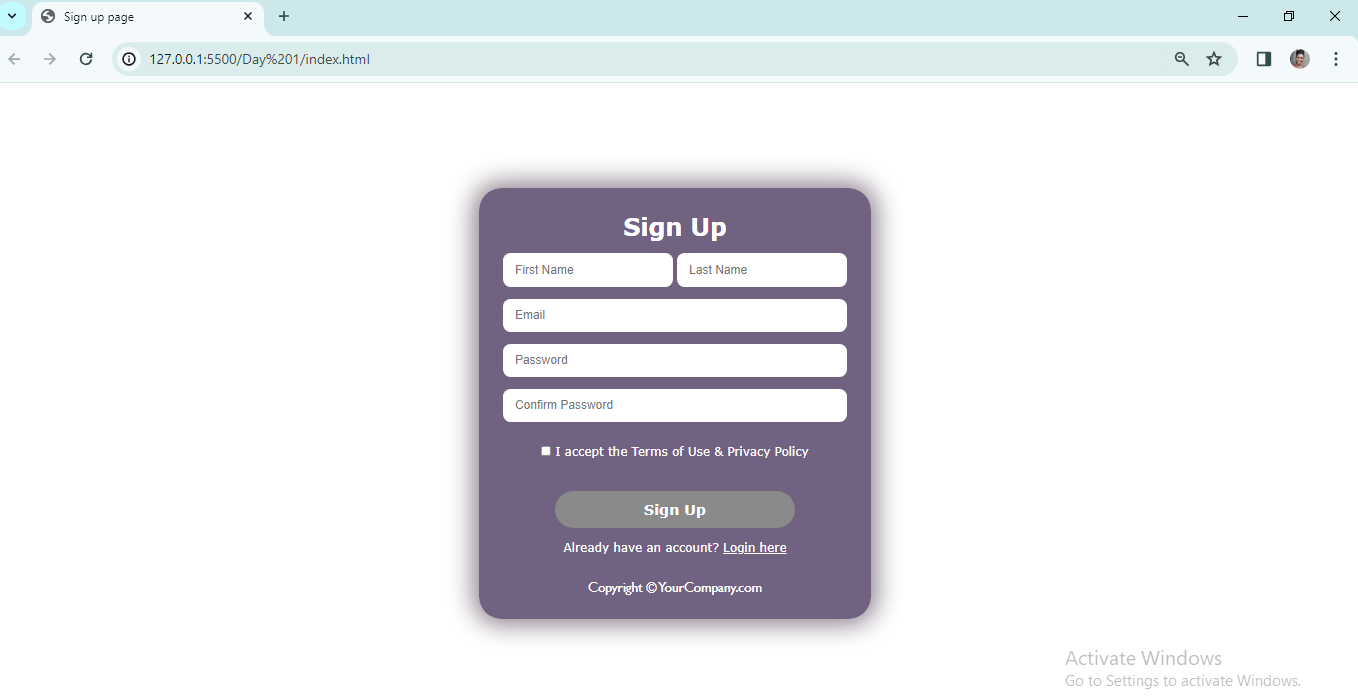 Sign up page
127.0.0.1:5500/Day%201/index.html
Sign Up
First Name Last Name
Email
Password
Confirm Password
I accept the Terms of Use & Privacy Policy
Sign Up
Already have an account? Login here
Copyright © YourCompany.com
Activate Windows
Go to Settings to activate Windows.